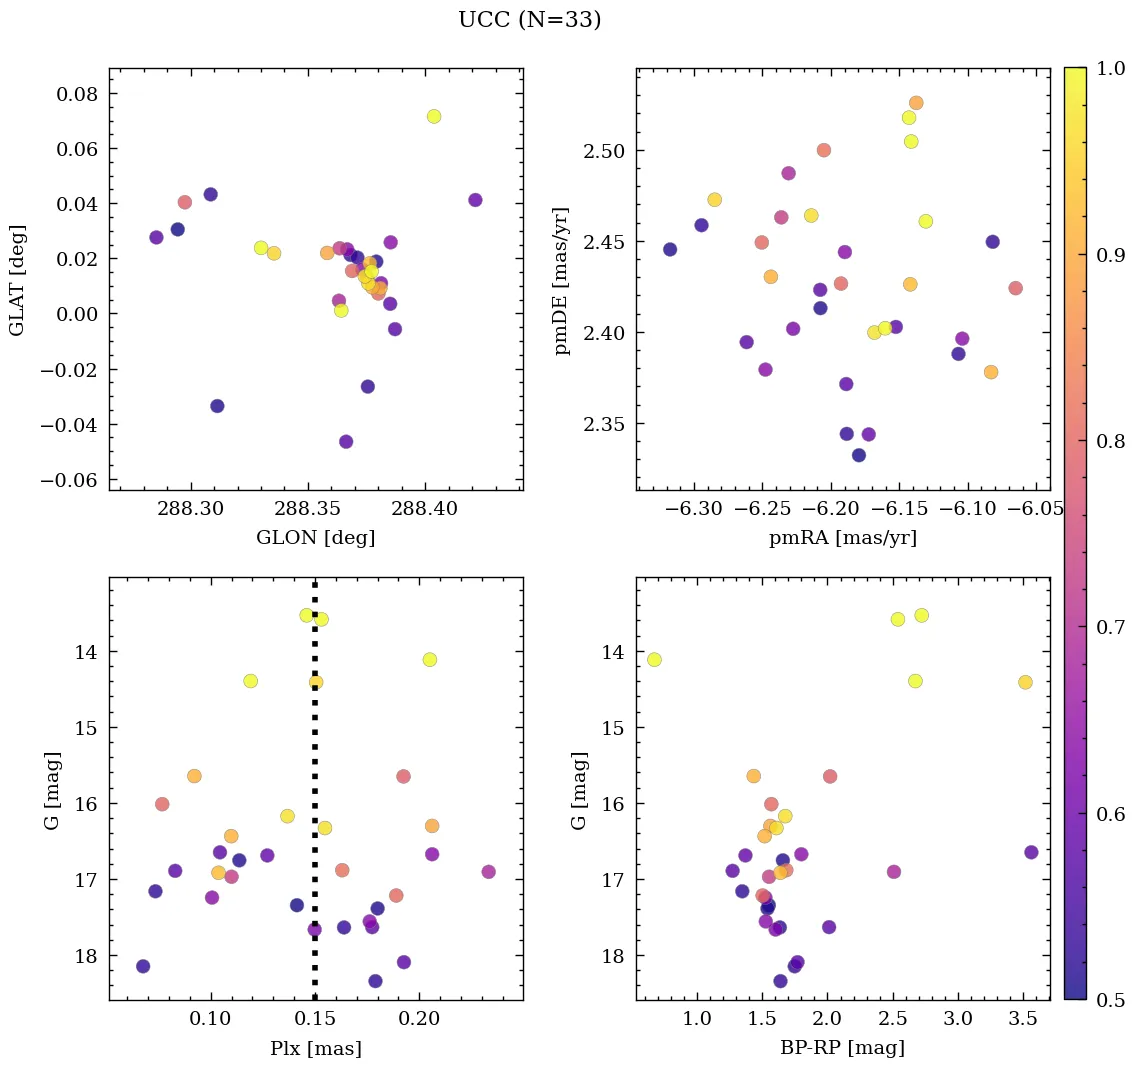 UCC (N=33)
0.08
0.06
0.04
0.02
0.00
−0.02
−0.04
−0.06
GLAT [deg]
288.30 288.35 288.40
GLON [deg]
2.50
2.45
2.40
2.35
pmDE [mas/yr]
−6.30 −6.25 −6.20 −6.15 −6.10 −6.05
pmRA [mas/yr]
14
15
16
17
18
G [mag]
0.10 0.15 0.20
Plx [mas]
14
15
16
17
18
G [mag]
1.0 1.5 2.0 2.5 3.0 3.5
BP-RP [mag]
1.0
0.9
0.8
0.7
0.6
0.5